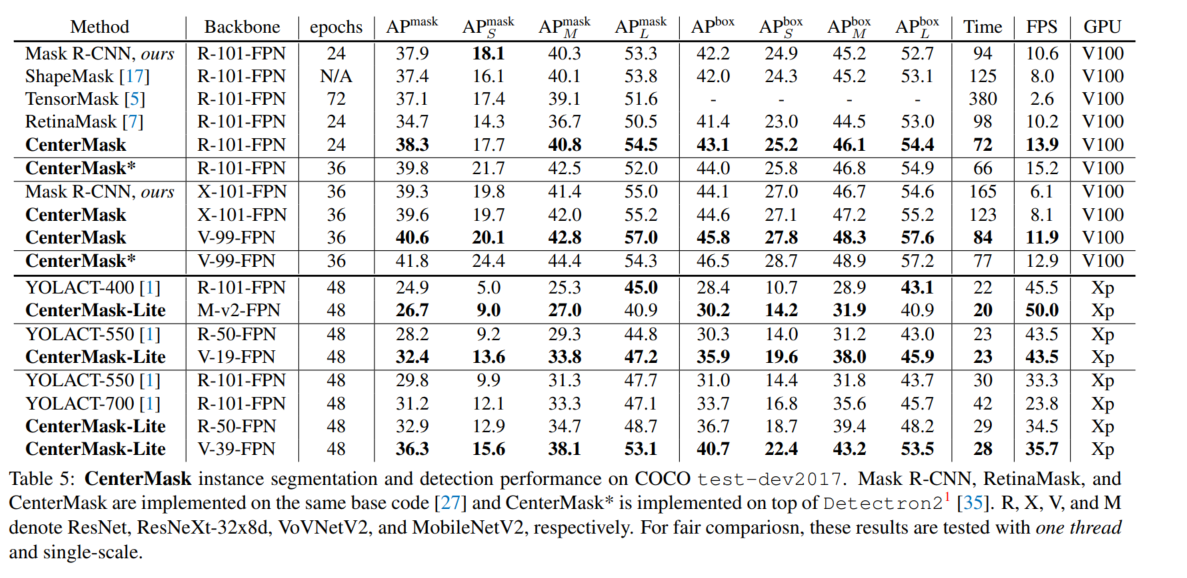 Method Backbone epochs AP^mask AP_S^mask AP_M^mask AP_L^mask AP^box AP_S^box AP_M^box AP_L^box Time FPS GPU
Mask R-CNN, ours R-101-FPN 24 37.9 18.1 40.3 53.3 42.2 24.9 45.2 52.7 94 10.6 V100
ShapeMask [17] R-101-FPN N/A 37.4 16.1 40.1 53.8 42.0 24.3 45.2 53.1 125 8.0 V100
TensorMask [5] R-101-FPN 72 37.1 17.4 39.1 51.6 - - - - 380 2.6 V100
RetinaMask [7] R-101-FPN 24 34.7 14.3 36.7 50.5 41.4 23.0 44.5 53.0 98 10.2 V100
CenterMask R-101-FPN 24 38.3 17.7 40.8 54.5 43.1 25.2 46.1 54.4 72 13.9 V100
CenterMask* R-101-FPN 36 39.8 21.7 42.5 52.0 44.0 25.8 46.8 54.9 66 15.2 V100
Mask R-CNN, ours X-101-FPN 36 39.3 19.8 41.4 55.0 44.1 27.0 46.7 54.6 165 6.1 V100
CenterMask X-101-FPN 36 39.6 19.7 42.0 55.2 44.6 27.1 47.2 55.2 123 8.1 V100
CenterMask V-99-FPN 36 40.6 20.1 42.8 57.0 45.8 27.8 48.3 57.6 84 11.9 V100
CenterMask* V-99-FPN 36 41.8 24.4 44.4 54.3 46.5 28.7 48.9 57.2 77 12.9 V100
YOLACT-400 [1] R-101-FPN 48 24.9 5.0 25.3 45.0 28.4 10.7 28.9 43.1 22 45.5 Xp
CenterMask-Lite M-v2-FPN 48 26.7 9.0 27.0 40.9 30.2 14.2 31.9 40.9 20 50.0 Xp
YOLACT-550 [1] R-50-FPN 48 28.2 9.2 29.3 44.8 30.3 14.0 31.2 43.0 23 43.5 Xp
CenterMask-Lite V-19-FPN 48 32.4 13.6 33.8 47.2 35.9 19.6 38.0 45.9 23 43.5 Xp
YOLACT-550 [1] R-101-FPN 48 29.8 9.9 31.3 47.7 31.0 14.4 31.8 43.7 30 33.3 Xp
YOLACT-700 [1] R-101-FPN 48 31.2 12.1 33.3 47.1 33.7 16.8 35.6 45.7 42 23.8 Xp
CenterMask-Lite R-50-FPN 48 32.9 12.9 34.7 48.7 36.7 18.7 39.4 48.2 29 34.5 Xp
CenterMask-Lite V-39-FPN 48 36.3 15.6 38.1 53.1 40.7 22.4 43.2 53.5 28 35.7 Xp
Table 5: CenterMask instance segmentation and detection performance on COCO test-dev2017. Mask R-CNN, RetinaMask, and
CenterMask are implemented on the same base code [27] and CenterMask* is implemented on top of Detectron2^1 [35]. R, X, V, and M
denote ResNet, ResNeXt-32x8d, VoVNetV2, and MobileNetV2, respectively. For fair compariosn, these results are tested with one thread
and single-scale.